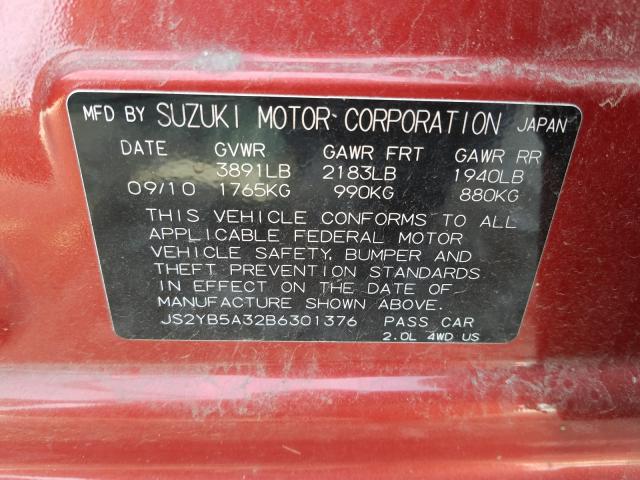 MFD BY SUZUKI MOTOR CORPORATION JAPAN
DATE GVWR GAWR FRT GAWR RR
3891LB 2183LB 1940LB
09/10 1765KG 990KG 880KG
THIS VEHICLE CONFORMS TO ALL
APPLICABLE FEDERAL MOTOR
VEHICLE SAFETY, BUMPER AND
THEFT PREVENTION STANDARDS
IN EFFECT ON THE DATE OF
MANUFACTURE SHOWN ABOVE.
JS2YB5A32B6301376 PASS CAR
2.0L 4WD US